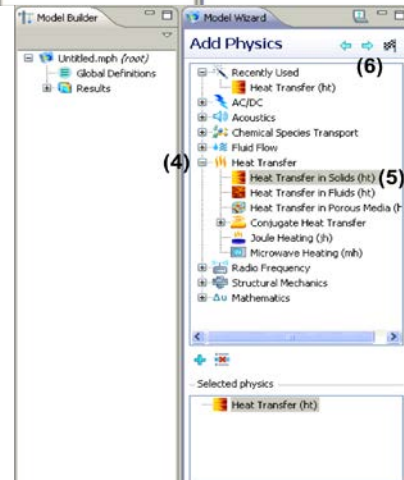 Model Builder
Untitled.mph (root)
Global Definitions
Results
Model Wizard
Add Physics
(6)
Recently Used
Heat Transfer (ht)
AC/DC
Acoustics
Chemical Species Transport
Fluid Flow
(4) Heat Transfer
Heat Transfer in Solids (ht) (5)
Heat Transfer in Fluids (ht)
Heat Transfer in Porous Media (h
Conjugate Heat Transfer
Joule Heating (jh)
Microwave Heating (mh)
Radio Frequency
Structural Mechanics
Δu Mathematics
Selected physics
Heat Transfer (ht)